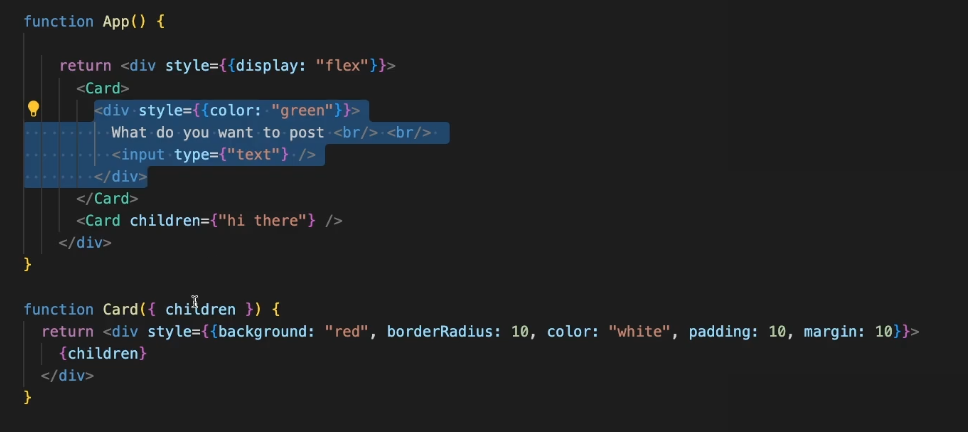 function App() {
return <div style={{display: "flex"}}>
<Card>
<div style={{color: "green"}}>
What do you want to post <br/> <br/>
<input type={"text"} />
</div>
</Card>
<Card children={"hi there"} />
</div>
}
function Card({ children }) {
return <div style={{background: "red", borderRadius: 10, color: "white", padding: 10, margin: 10}}>
{children}
</div>
}